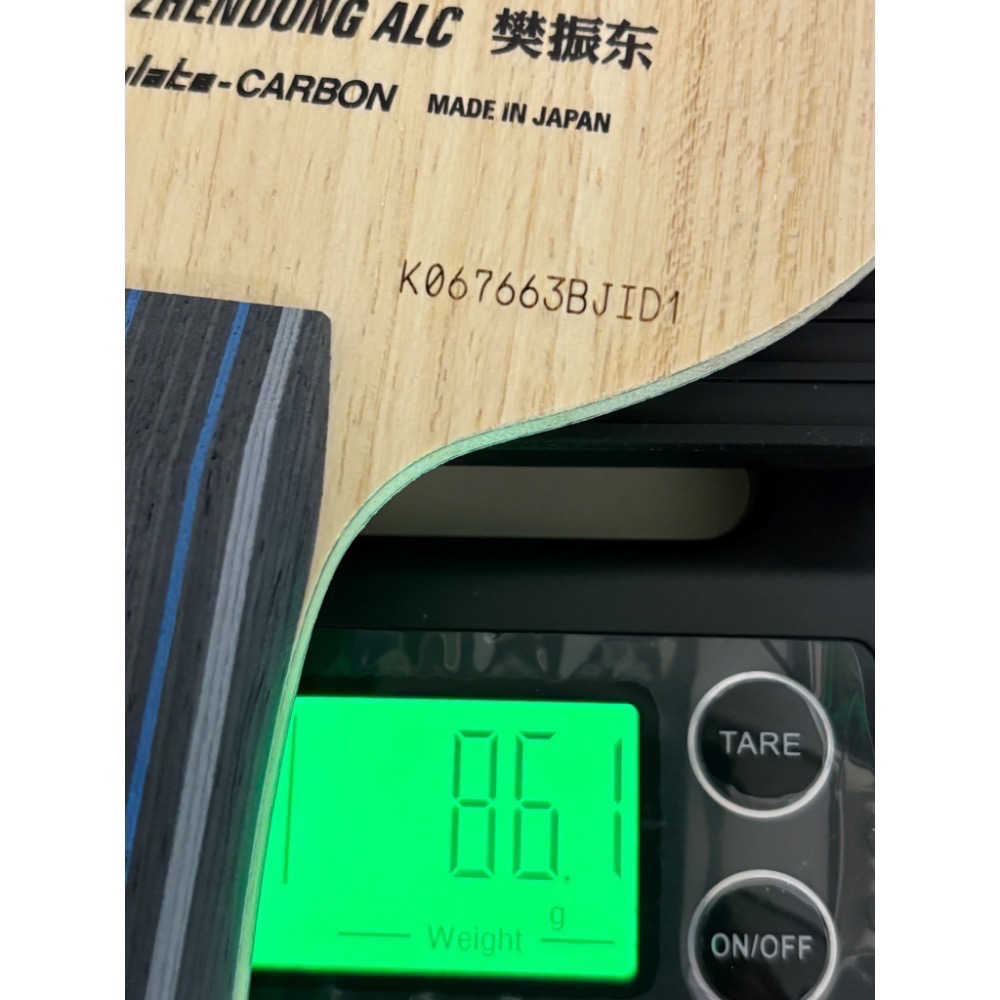 ZHENDONG ALC 樊振东
-CARBON MADE IN JAPAN
K067663BJID1
TARE
86.1
g
Weight
ON/OFF